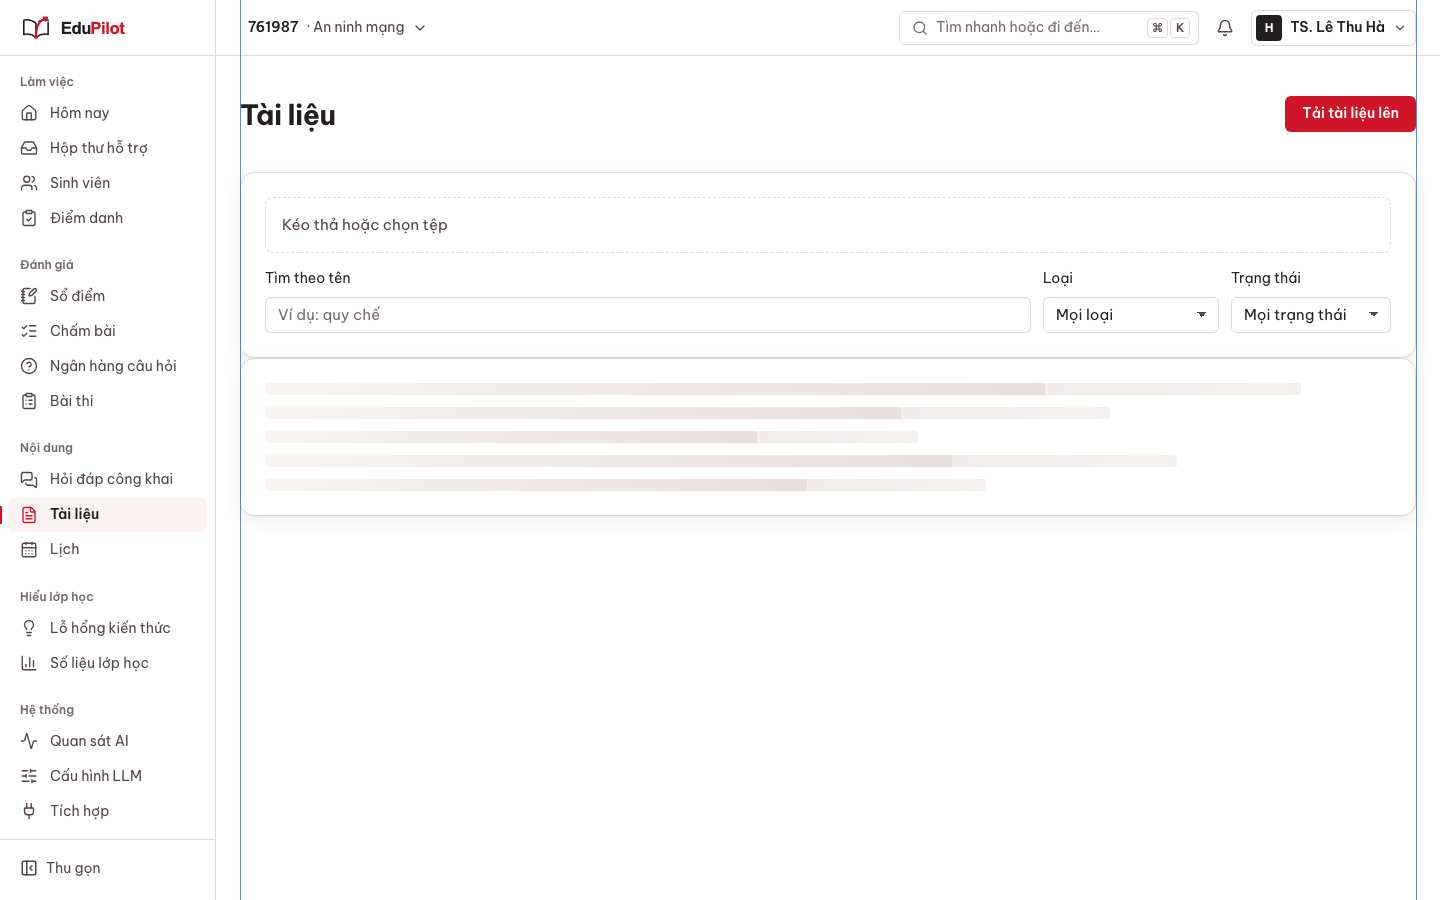 EduPilot
761987 · An ninh mạng
Tìm nhanh hoặc đi đến...
⌘ K
H
TS. Lê Thu Hà
Làm việc
Hôm nay
Hộp thư hỗ trợ
Sinh viên
Điểm danh
Đánh giá
Sổ điểm
Chấm bài
Ngân hàng câu hỏi
Bài thi
Nội dung
Hỏi đáp công khai
Tài liệu
Lịch
Hiểu lớp học
Lỗ hổng kiến thức
Số liệu lớp học
Hệ thống
Quan sát AI
Cấu hình LLM
Tích hợp
Thu gọn
Tài liệu
Tải tài liệu lên
Kéo thả hoặc chọn tệp
Tìm theo tên
Loại
Trạng thái
Ví dụ: quy chế
Mọi loại
Mọi trạng thái